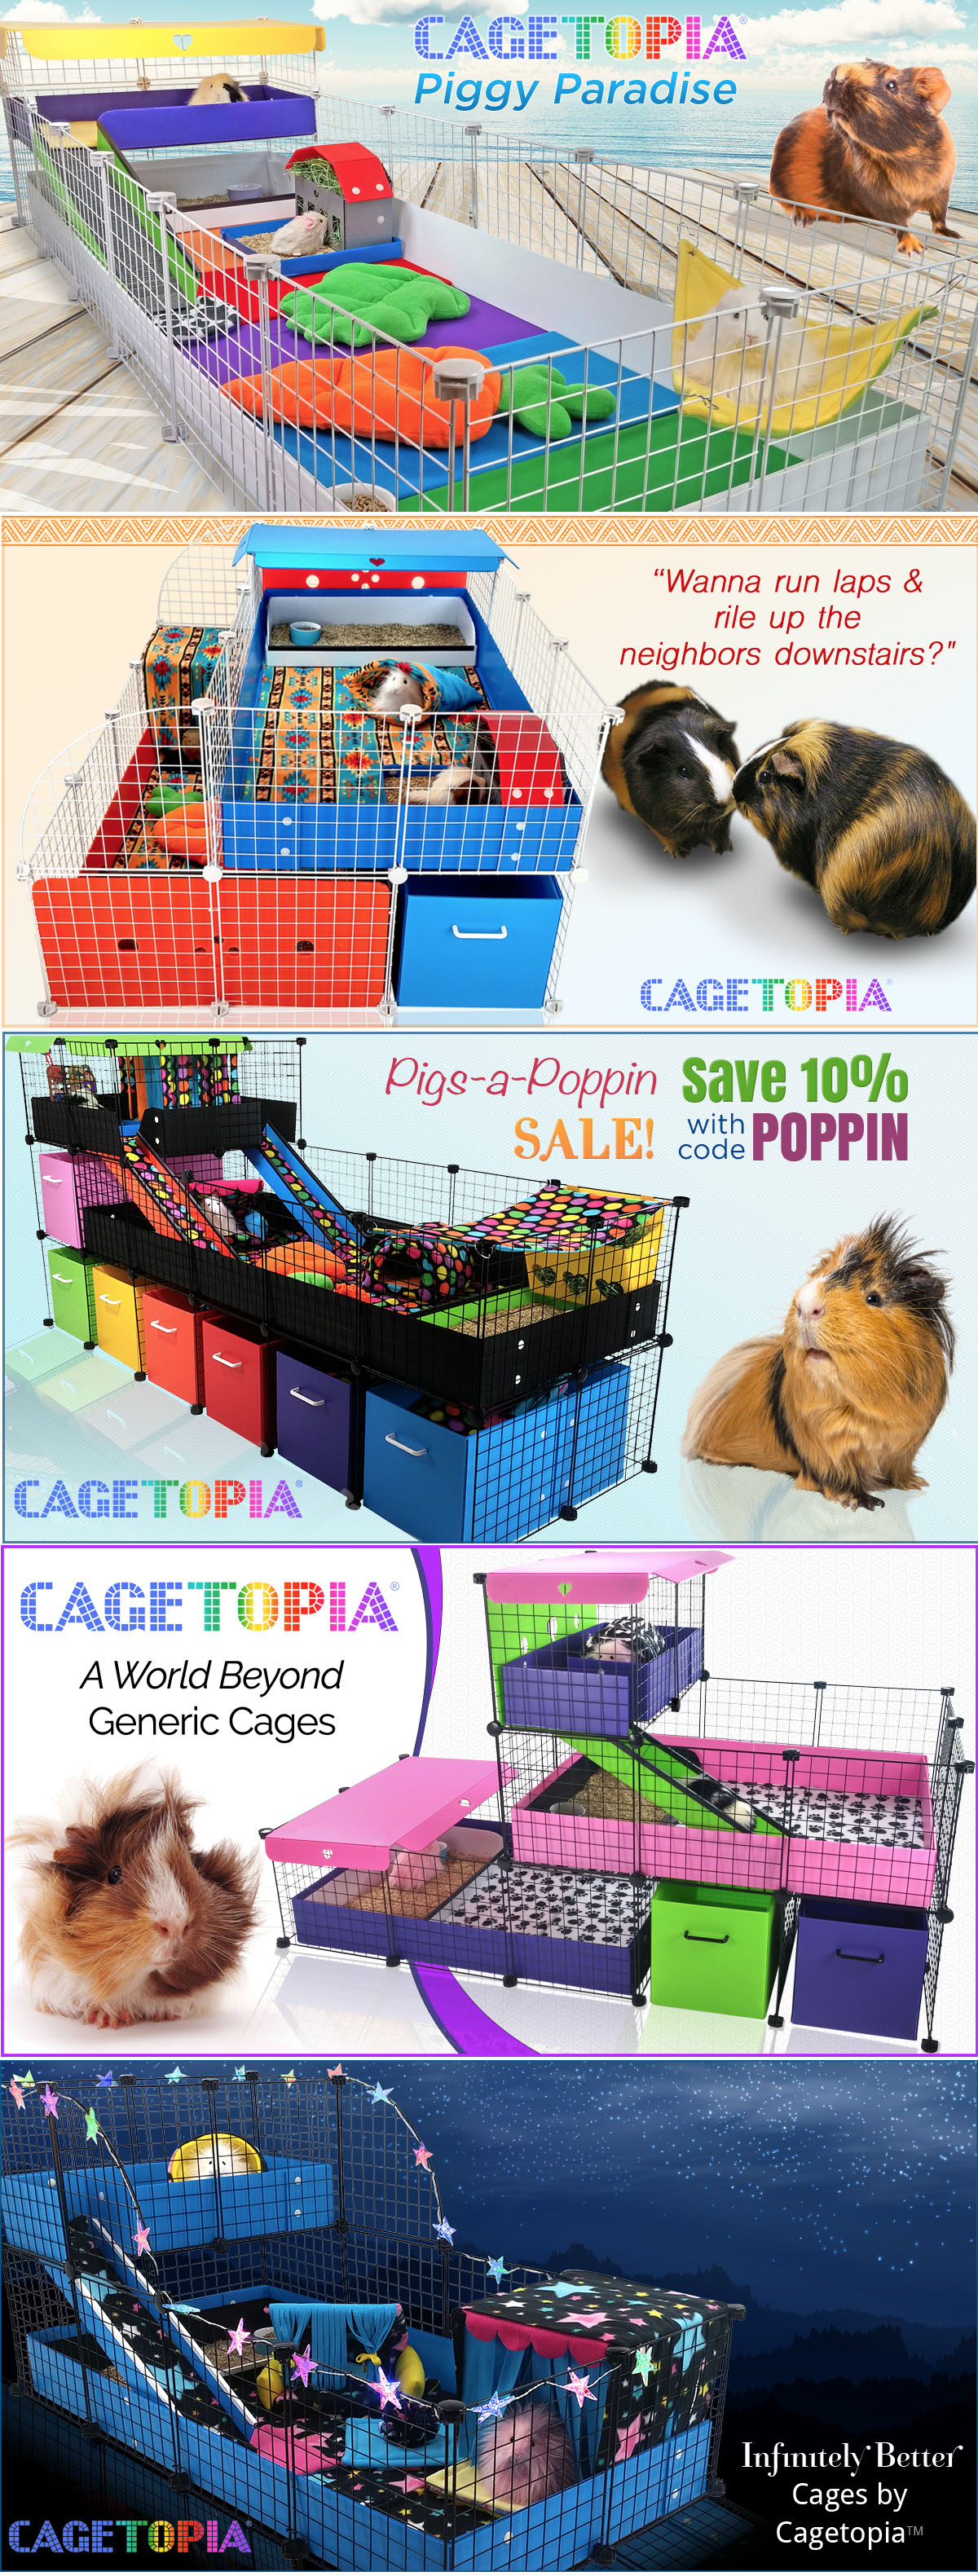 CAGETOPIA®
Piggy Paradise
“Wanna run laps &
rile up the
neighbors downstairs?"
CAGETOPIA®
Pigs-a-Poppin
SALE!
Save 10%
with
code POPPIN
CAGETOPIA®
CAGETOPIA®
A World Beyond
Generic Cages
Infinitely Better
Cages by
Cagetopia™
CAGETOPIA®